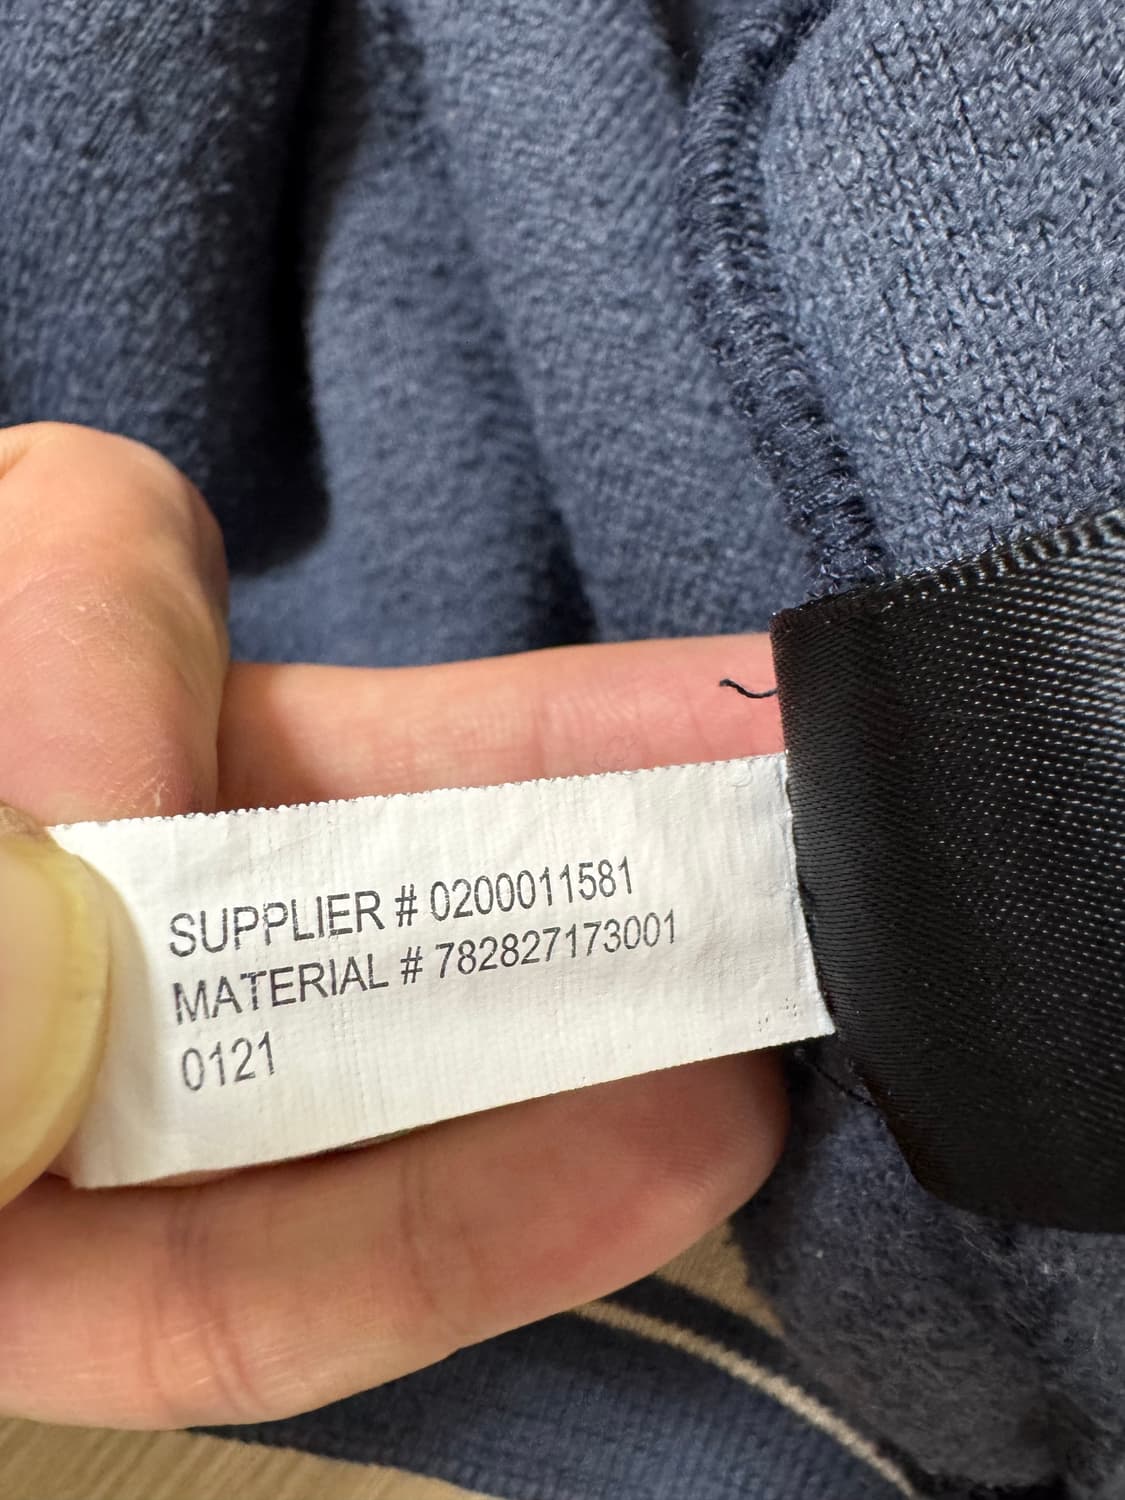 SUPPLIER # 0200011581
MATERIAL # 782827173001
0121